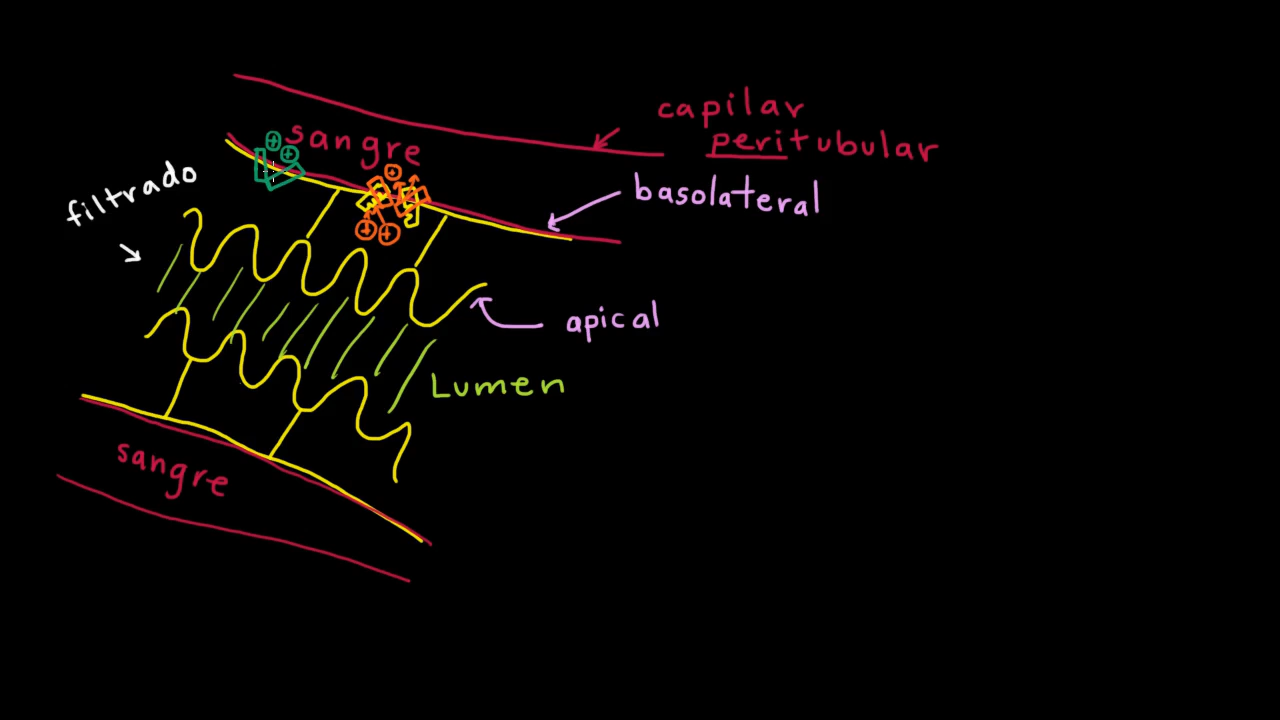 capilar
peritubular
sangre
filtrado
basolateral
apical
Lumen
sangre